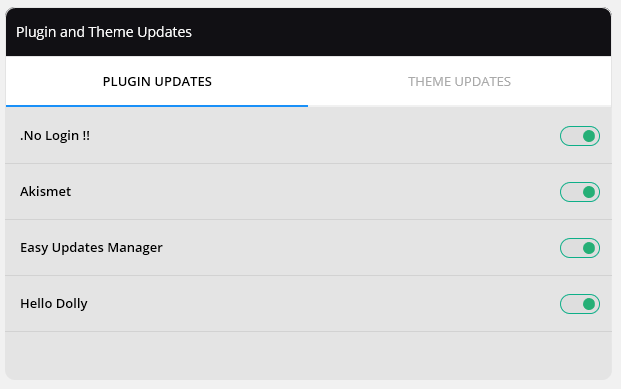 Plugin and Theme Updates
PLUGIN UPDATES
THEME UPDATES
.No Login !!
Akismet
Easy Updates Manager
Hello Dolly